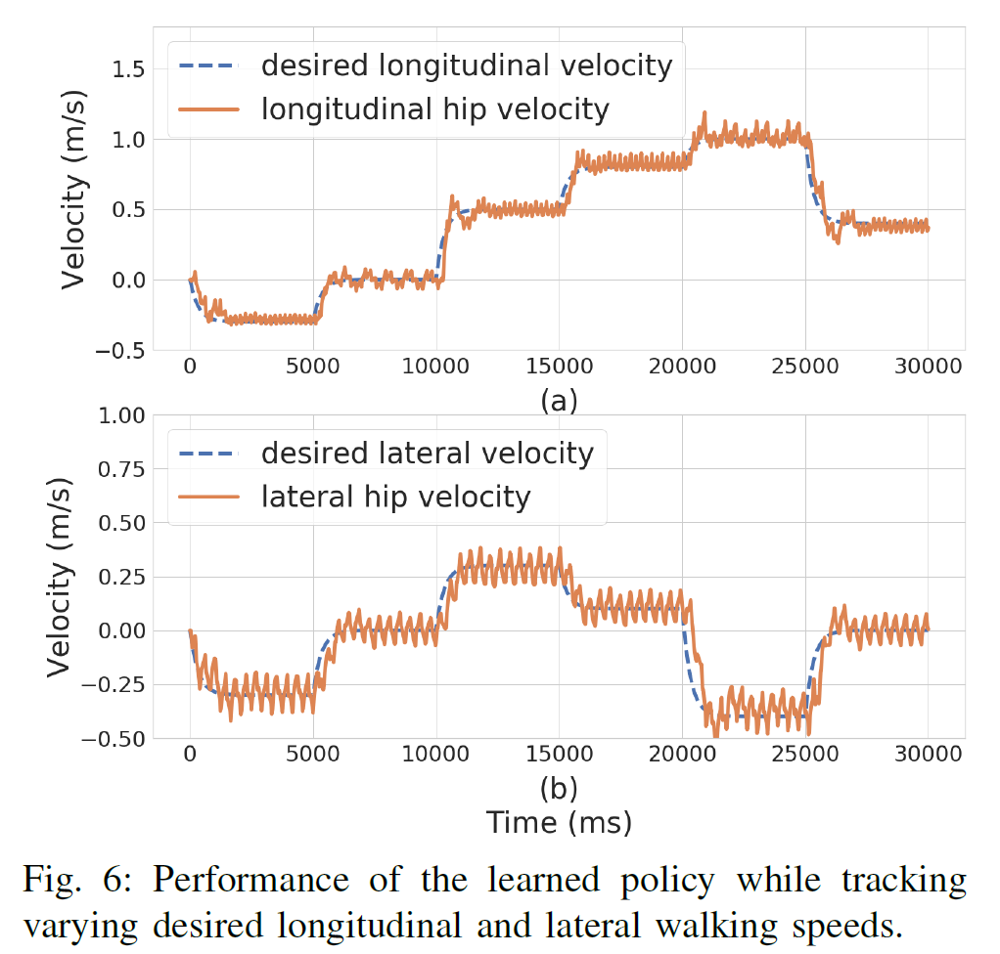 desired longitudinal velocity
longitudinal hip velocity
Velocity (m/s)
1.5
1.0
0.5
0.0
−0.5
0 5000 10000 15000 20000 25000 30000
(a)
desired lateral velocity
lateral hip velocity
Velocity (m/s)
1.00
0.75
0.50
0.25
0.00
−0.25
−0.50
0 5000 10000 15000 20000 25000 30000
(b)
Time (ms)
Fig. 6: Performance of the learned policy while tracking
varying desired longitudinal and lateral walking speeds.